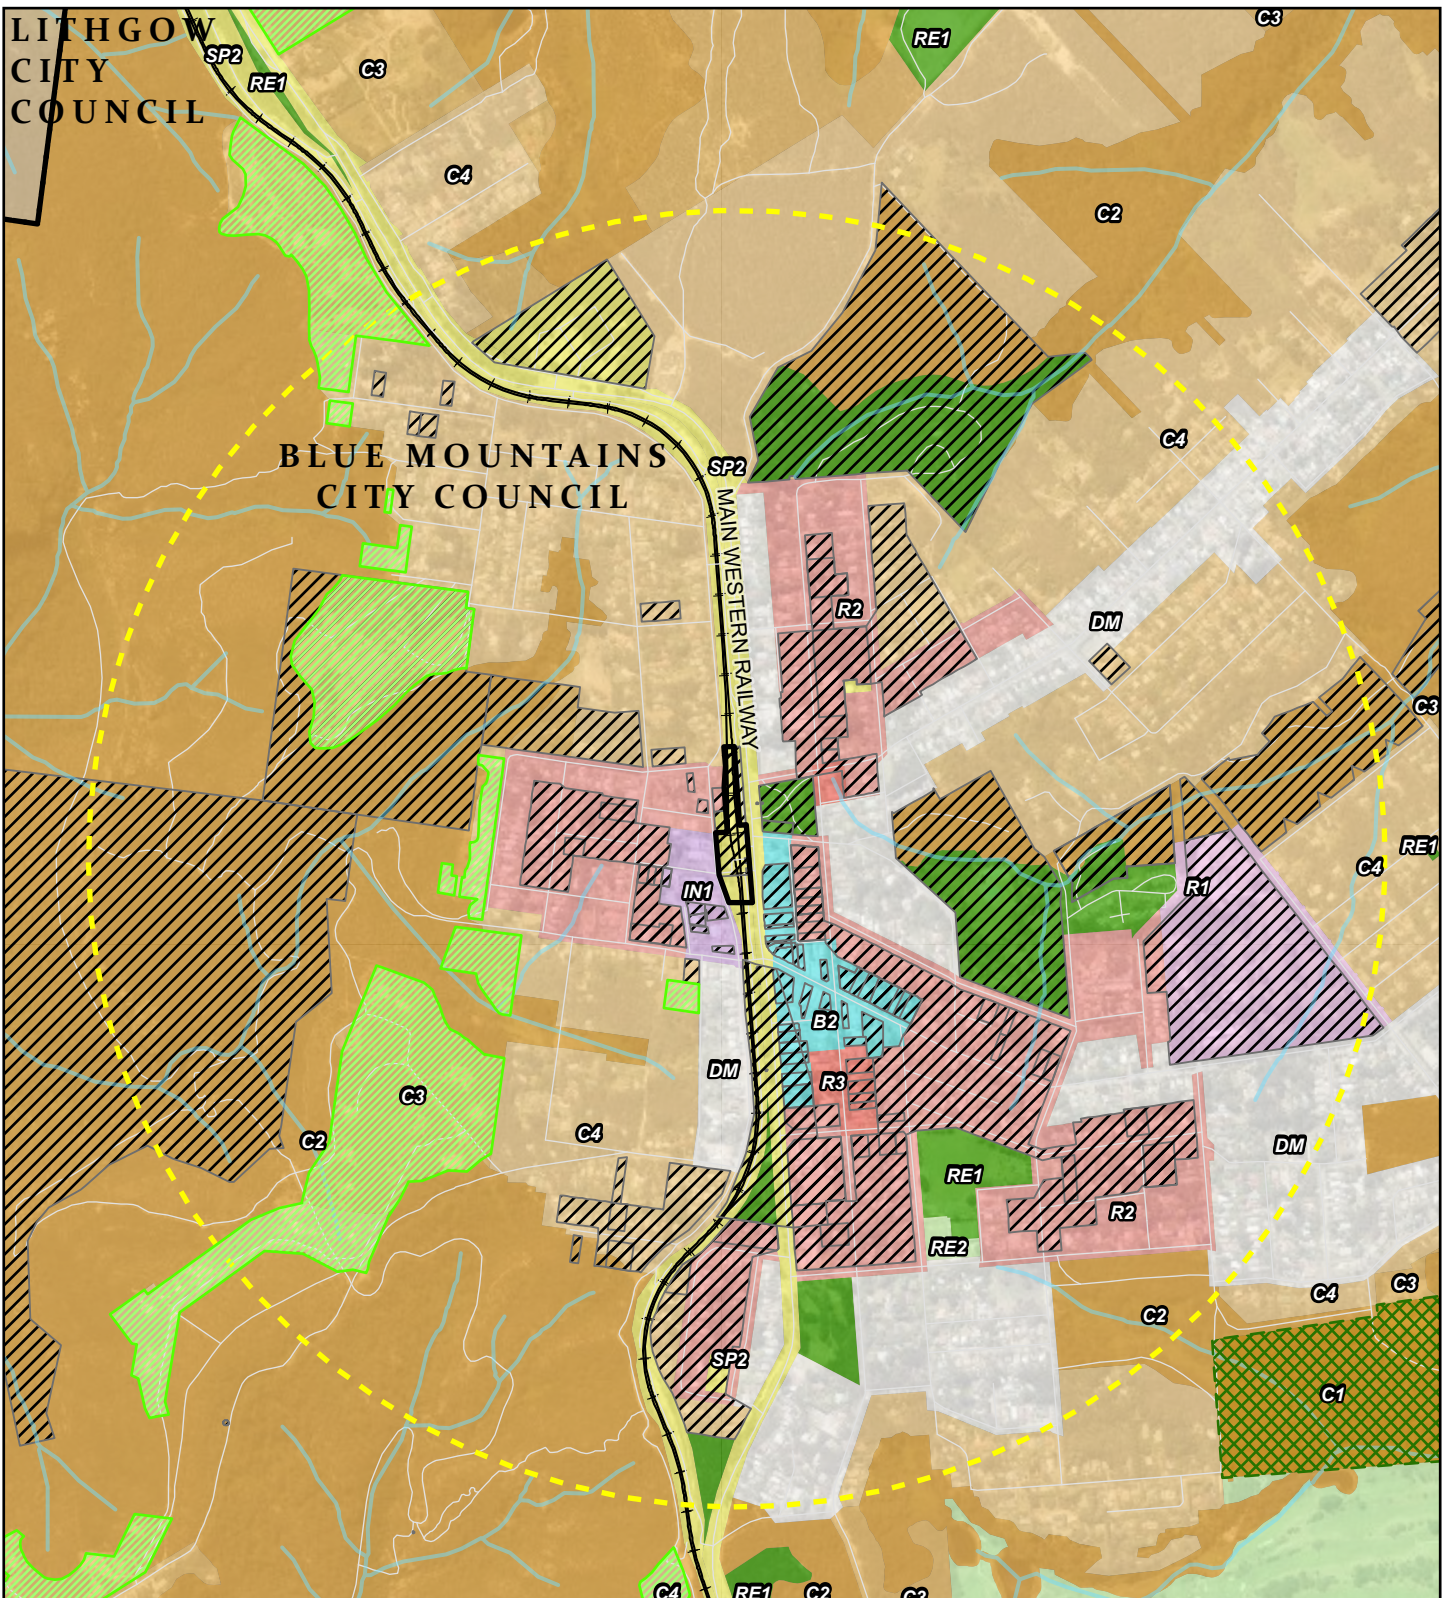 LITHGOW
CITY
COUNCIL
C3
SP2
RE1
C3
RE1
C4
C2
C4
BLUE MOUNTAINS
CITY COUNCIL
SP2
MAIN WESTERN RAILWAY
R2
DM
C3
RE1
C4
R1
IN1
B2
DM
R3
C3
C4
C2
DM
RE1
R2
RE2
C3
C4
C2
SP2
C1
C4
RE1
C2